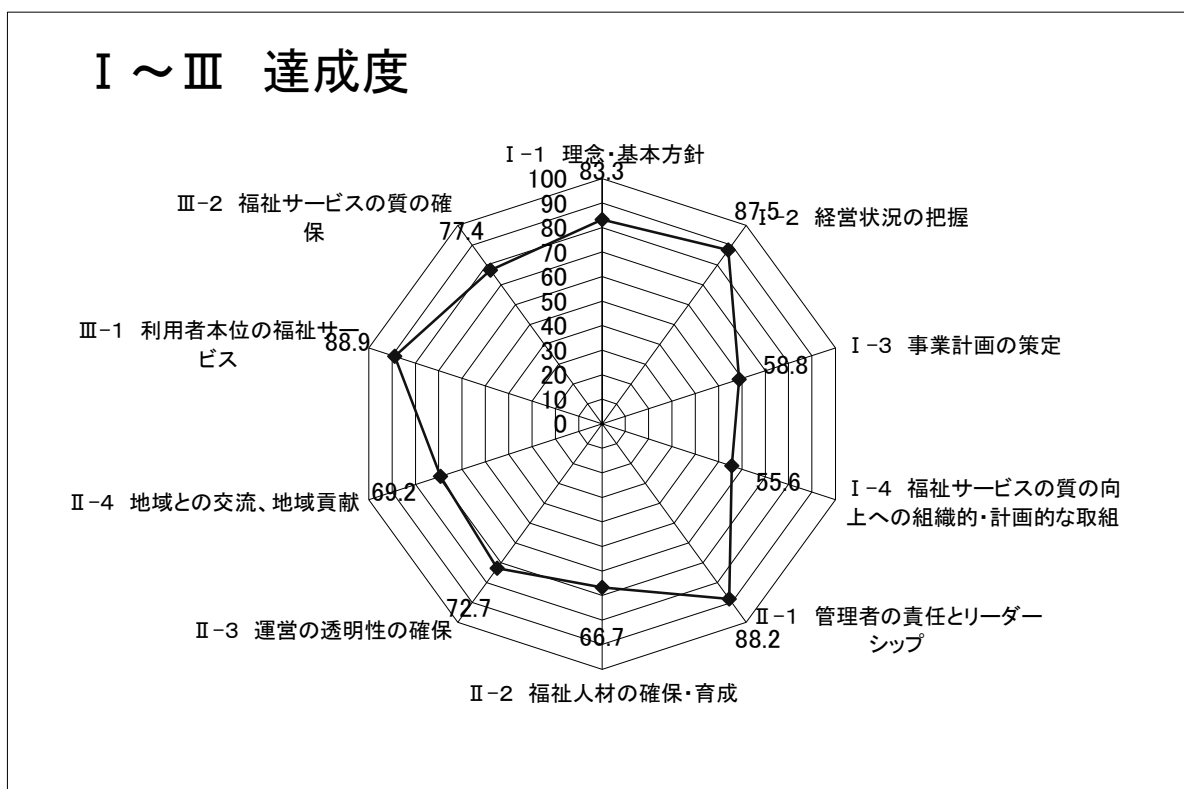 Ⅰ～Ⅲ 達成度
Ⅰ-1 理念・基本方針
83.3
Ⅰ-2 経営状況の把握
87.5
Ⅰ-3 事業計画の策定
58.8
Ⅰ-4 福祉サービスの質の向
上への組織的・計画的な取組
55.6
Ⅱ-1 管理者の責任とリーダー
シップ
88.2
Ⅱ-2 福祉人材の確保・育成
66.7
Ⅱ-3 運営の透明性の確保
72.7
Ⅱ-4 地域との交流、地域貢献
69.2
Ⅲ-1 利用者本位の福祉サー
ビス
88.9
Ⅲ-2 福祉サービスの質の確
保
77.4
100
90
80
70
60
50
40
30
20
10
0